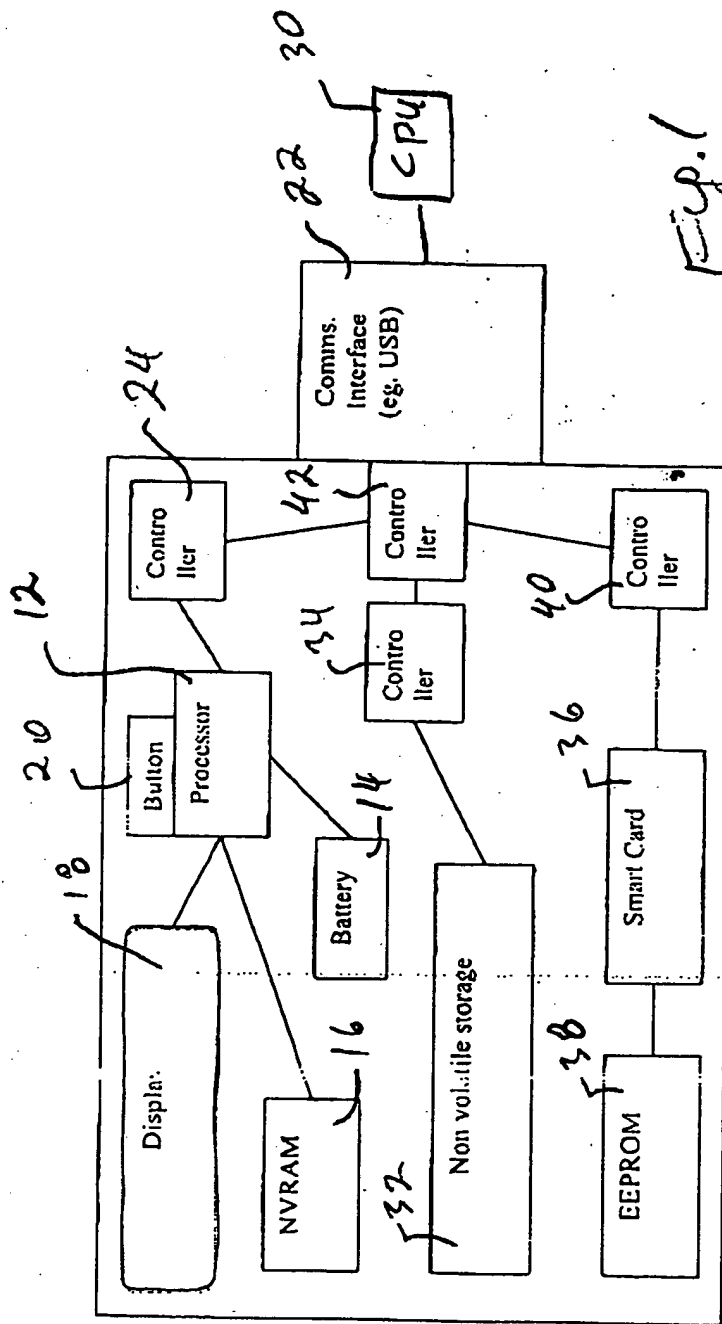 12
20
18
24
22
30
Button
Processor
Contro
ller
Displa
NVRAM
16
Battery
14
34
Contro
ller
42
Contro
ller
Comms.
Interface
(eg. USB)
CPU
32
Non volatile storage
38
EEPROM
36
Smart Card
40
Contro
ller
Fig. 1